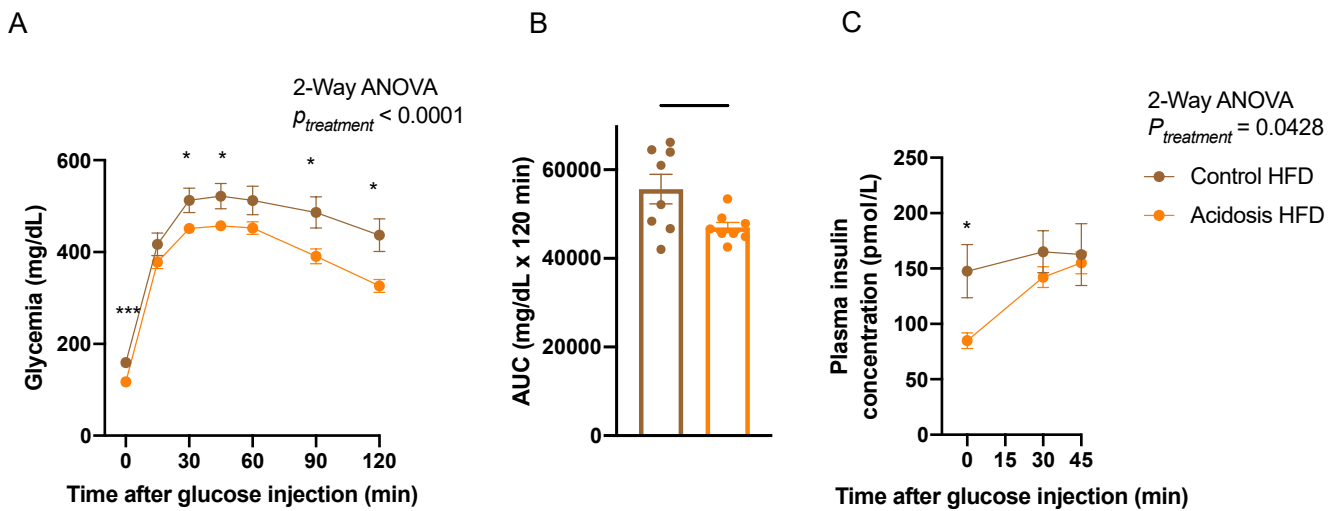 A
B
C
2-Way ANOVA
ptreatment < 0.0001
*
*
*
*
***
600
400
200
0
0
30
60
90
120
Glycemia (mg/dL)
Time after glucose injection (min)
60000
40000
20000
0
AUC (mg/dL x 120 min)
2-Way ANOVA
Ptreatment = 0.0428
Control HFD
Acidosis HFD
*
250
200
150
100
50
0
0
15
30
45
Plasma insulin
concentration (pmol/L)
Time after glucose injection (min)